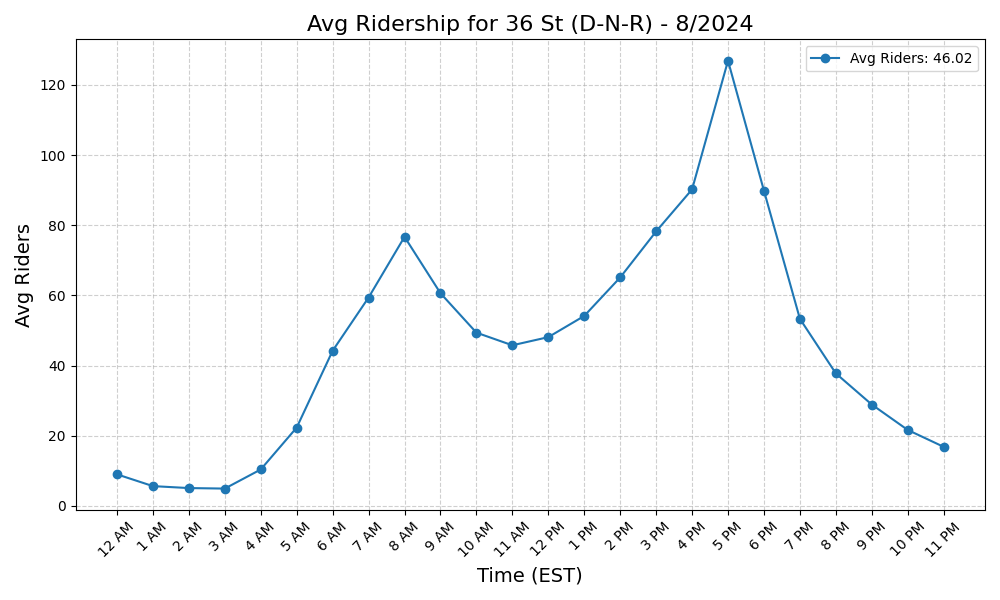 Avg Ridership for 36 St (D-N-R) - 8/2024
Avg Riders: 46.02
Avg Riders
120
100
80
60
40
20
0
12 AM
1 AM
2 AM
3 AM
4 AM
5 AM
6 AM
7 AM
8 AM
9 AM
10 AM
11 AM
12 PM
1 PM
2 PM
3 PM
4 PM
5 PM
6 PM
7 PM
8 PM
9 PM
10 PM
11 PM
Time (EST)